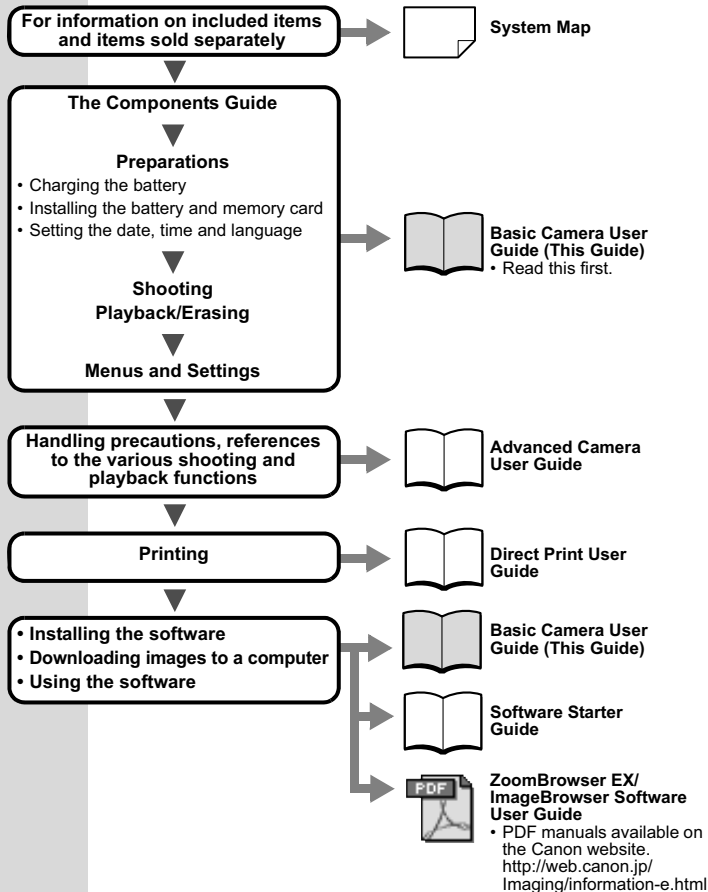 For information on included items
and items sold separately
System Map
The Components Guide
Preparations
• Charging the battery
• Installing the battery and memory card
• Setting the date, time and language
Shooting
Playback/Erasing
Menus and Settings
Basic Camera User
Guide (This Guide)
• Read this first.
Handling precautions, references
to the various shooting and
playback functions
Advanced Camera
User Guide
Printing
Direct Print User
Guide
• Installing the software
• Downloading images to a computer
• Using the software
Basic Camera User
Guide (This Guide)
Software Starter
Guide
PDF
ZoomBrowser EX/
ImageBrowser Software
User Guide
• PDF manuals available on
the Canon website.
http://web.canon.jp/
Imaging/information-e.html